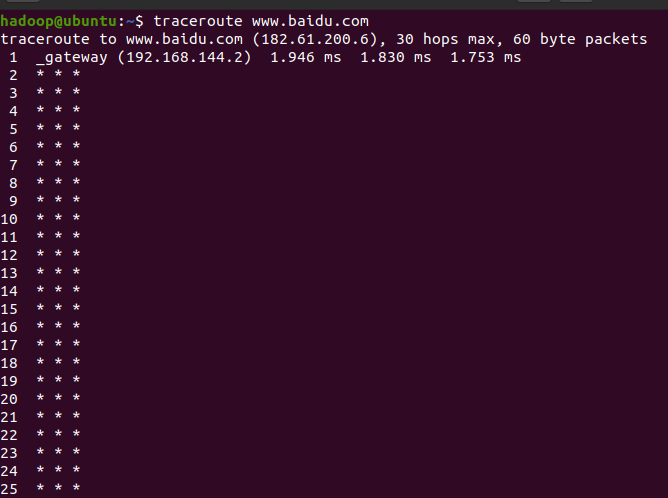 hadoop@ubuntu:~$ traceroute www.baidu.com
traceroute to www.baidu.com (182.61.200.6), 30 hops max, 60 byte packets
 1  _gateway (192.168.144.2)  1.946 ms  1.830 ms  1.753 ms
 2  * * *
 3  * * *
 4  * * *
 5  * * *
 6  * * *
 7  * * *
 8  * * *
 9  * * *
10  * * *
11  * * *
12  * * *
13  * * *
14  * * *
15  * * *
16  * * *
17  * * *
18  * * *
19  * * *
20  * * *
21  * * *
22  * * *
23  * * *
24  * * *
25  * * *